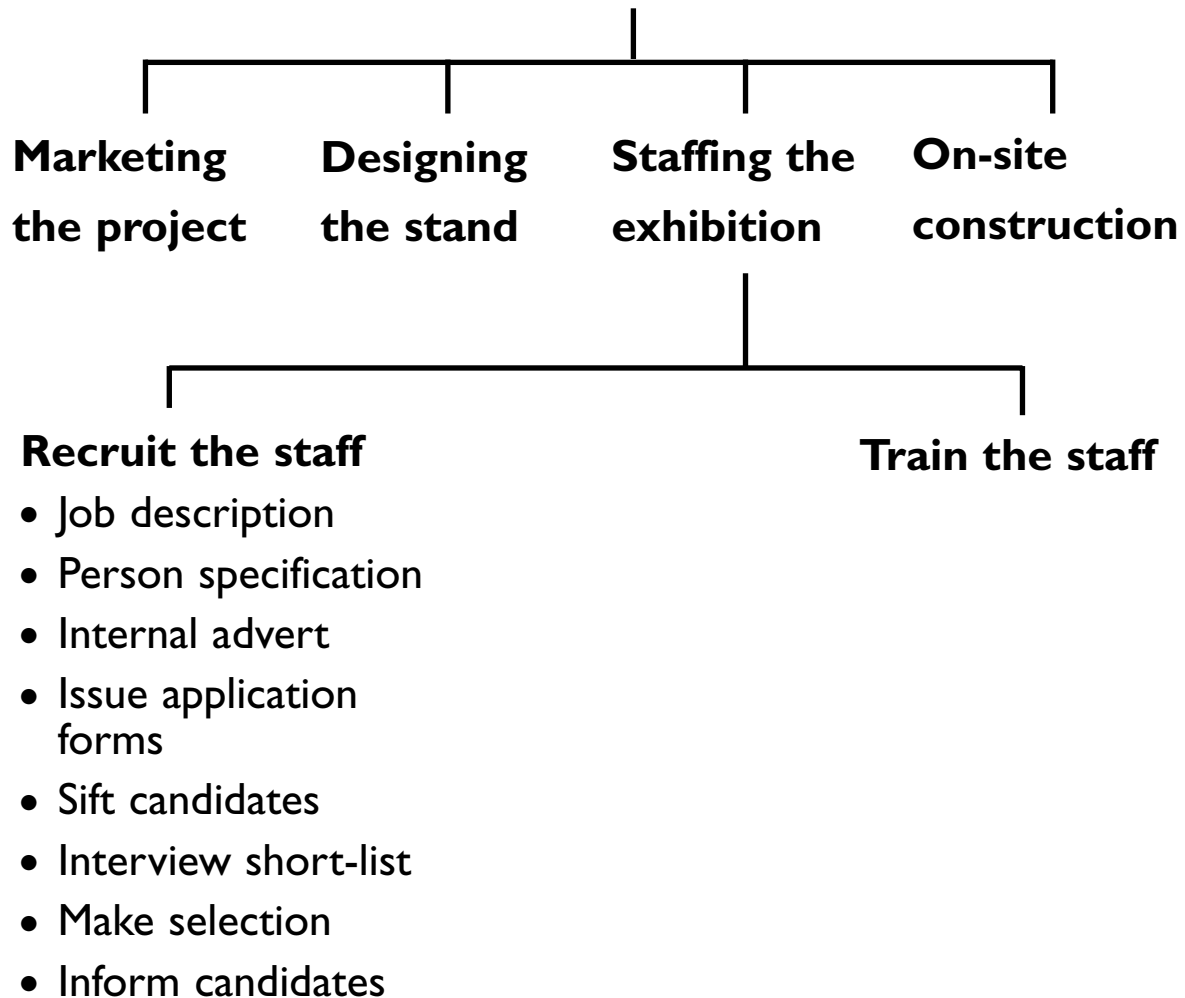 Marketing
the project
Designing
the stand
Staffing the
exhibition
On-site
construction
Recruit the staff
• Job description
• Person specification
• Internal advert
• Issue application
forms
• Sift candidates
• Interview short-list
• Make selection
• Inform candidates
Train the staff